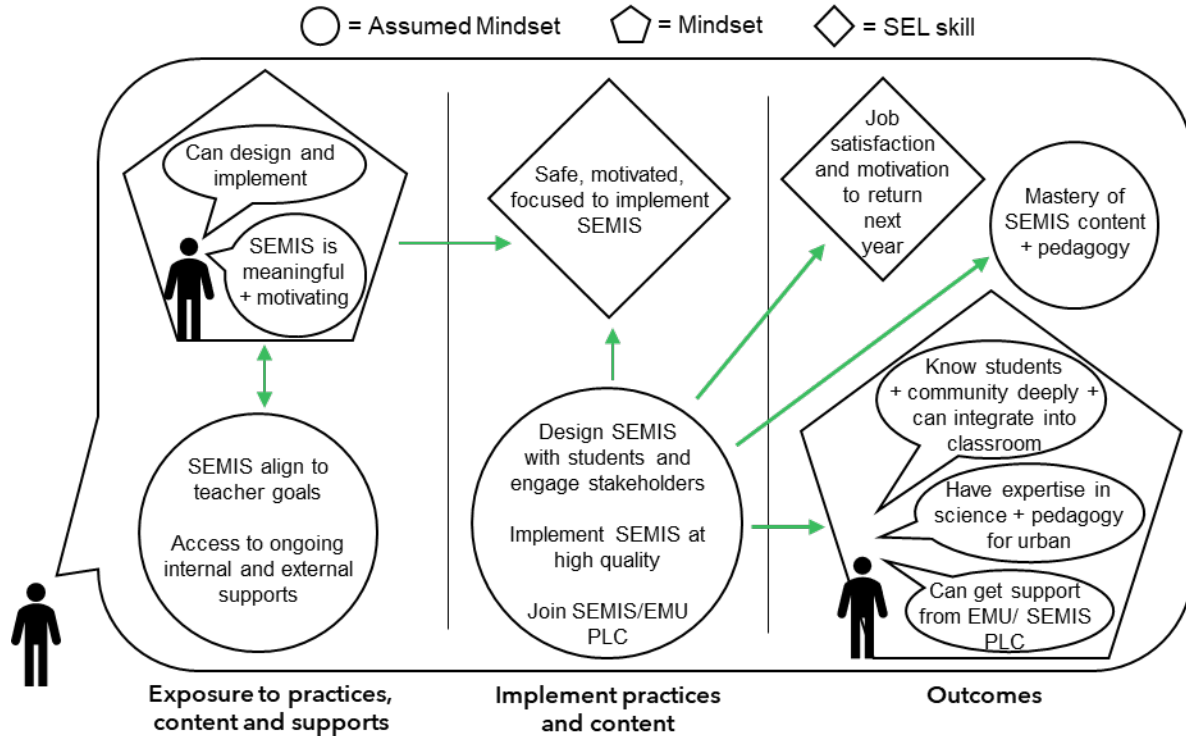 = Assumed Mindset
= Mindset
= SEL skill
Can design and
implement
SEMIS is
meaningful
+ motivating
SEMIS align to
teacher goals
Access to ongoing
internal and external
supports
Exposure to practices,
content and supports
Safe, motivated,
focused to implement
SEMIS
Design SEMIS
with students and
engage stakeholders
Implement SEMIS at
high quality
Join SEMIS/EMU
PLC
Implement practices
and content
Job
satisfaction
and motivation
to return
next
year
Mastery of
SEMIS content
+ pedagogy
Know students
+ community deeply +
can integrate into
classroom
Have expertise in
science + pedagogy
for urban
Can get support
from EMU/ SEMIS
PLC
Outcomes